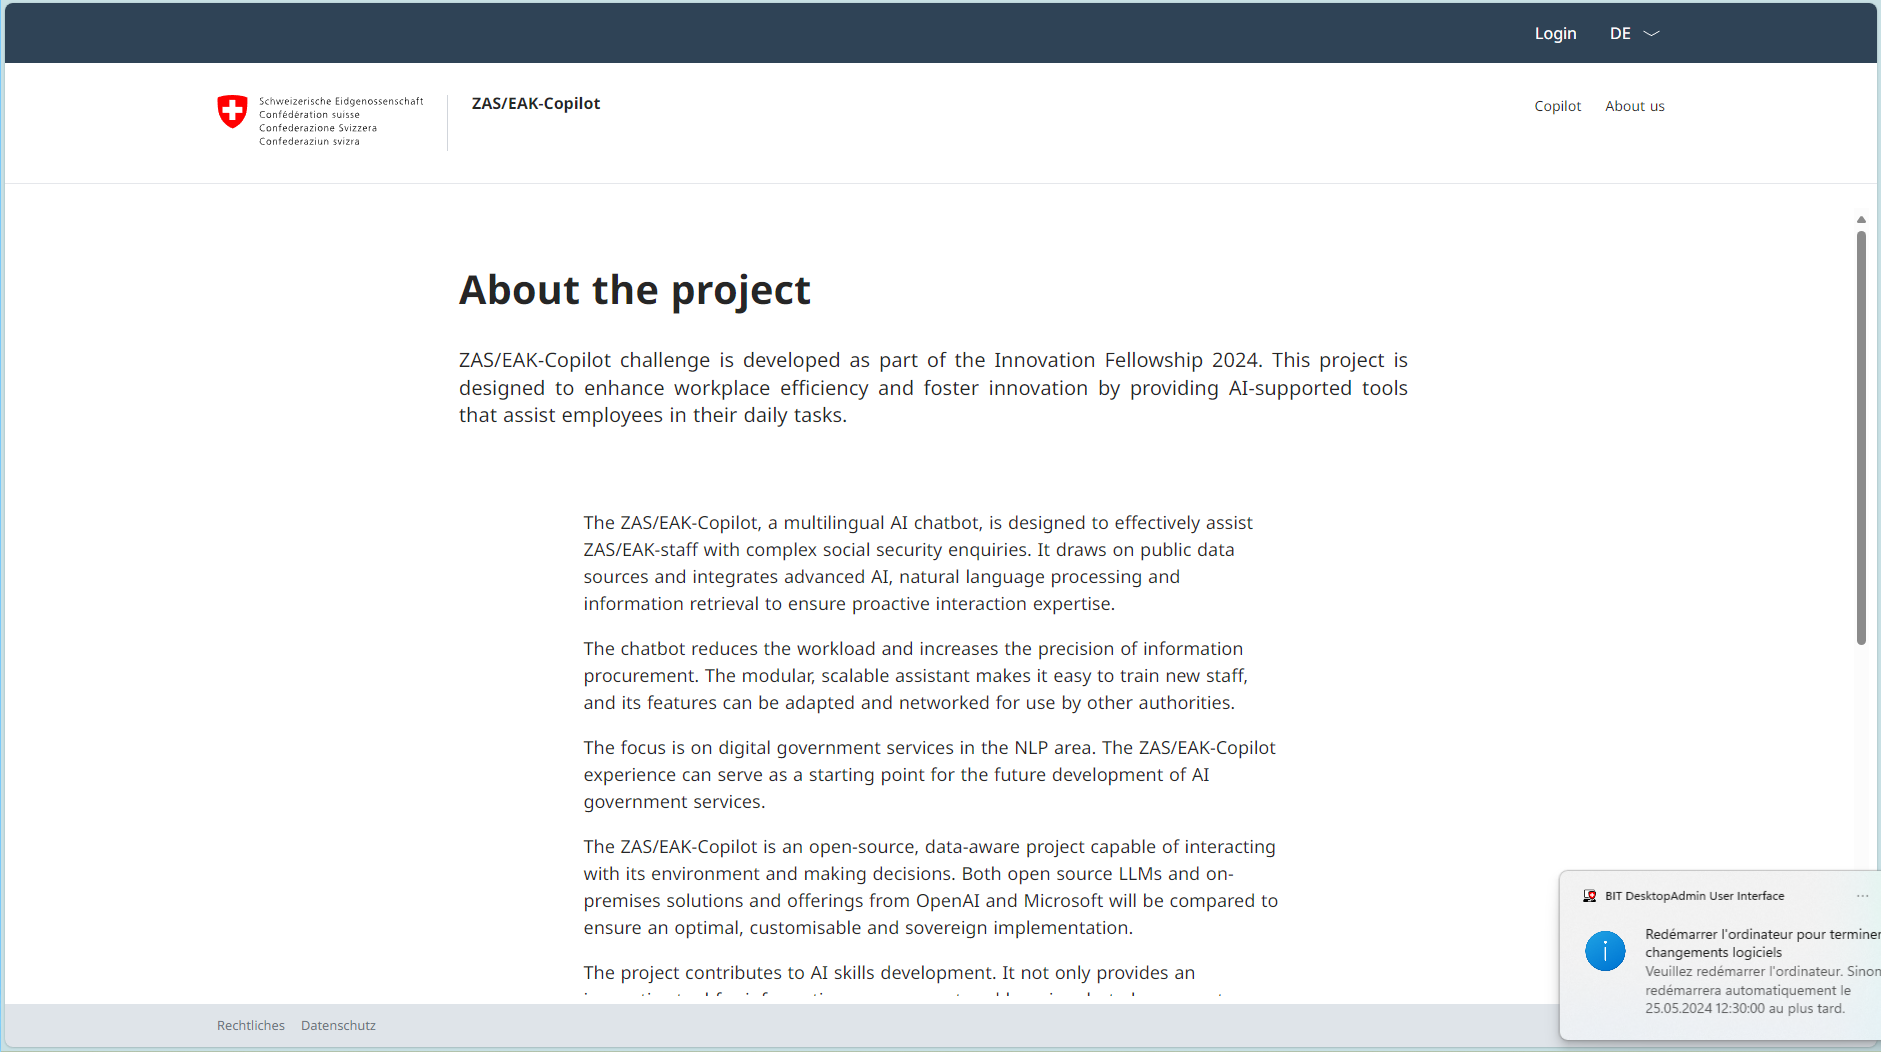 Login DE
Schweizerische Eidgenossenschaft
Confédération suisse
Confederazione Svizzera
Confederaziun svizra
ZAS/EAK-Copilot
Copilot About us
About the project
ZAS/EAK-Copilot challenge is developed as part of the Innovation Fellowship 2024. This project is
designed to enhance workplace efficiency and foster innovation by providing AI-supported tools
that assist employees in their daily tasks.
The ZAS/EAK-Copilot, a multilingual AI chatbot, is designed to effectively assist
ZAS/EAK-staff with complex social security enquiries. It draws on public data
sources and integrates advanced AI, natural language processing and
information retrieval to ensure proactive interaction expertise.
The chatbot reduces the workload and increases the precision of information
procurement. The modular, scalable assistant makes it easy to train new staff,
and its features can be adapted and networked for use by other authorities.
The focus is on digital government services in the NLP area. The ZAS/EAK-Copilot
experience can serve as a starting point for the future development of AI
government services.
The ZAS/EAK-Copilot is an open-source, data-aware project capable of interacting
with its environment and making decisions. Both open source LLMs and on-
premises solutions and offerings from OpenAI and Microsoft will be compared to
ensure an optimal, customisable and sovereign implementation.
The project contributes to AI skills development. It not only provides an
Rechtliches Datenschutz
BIT DesktopAdmin User Interface
Redémarrer l'ordinateur pour terminer
changements logiciels
Veuillez redémarrer l'ordinateur. Sinon
redémarrera automatiquement le
25.05.2024 12:30:00 au plus tard.